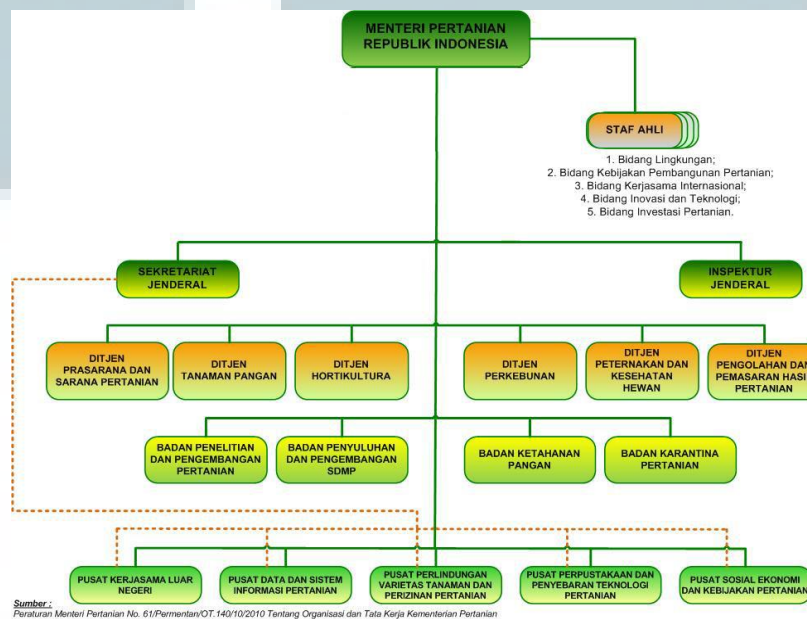 MENTERI PERTANIAN
REPUBLIK INDONESIA
STAF AHLI
1. Bidang Lingkungan;
2. Bidang Kebijakan Pembangunan Pertanian;
3. Bidang Kerjasama Internasional;
4. Bidang Inovasi dan Teknologi;
5. Bidang Investasi Pertanian.
SEKRETARIAT
JENDERAL
INSPEKTUR
JENDERAL
DITJEN
PRASARANA DAN
SARANA PERTANIAN
DITJEN
TANAMAN PANGAN
DITJEN
HORTIKULTURA
DITJEN
PERKEBUNAN
DITJEN
PETERNAKAN DAN
KESEHATAN
HEWAN
DITJEN
PENGOLAHAN DAN
PEMASARAN HASIL
PERTANIAN
BADAN PENELITIAN
DAN PENGEMBANGAN
PERTANIAN
BADAN PENYULUHAN
DAN PENGEMBANGAN
SDMP
BADAN KETAHANAN
PANGAN
BADAN KARANTINA
PERTANIAN
PUSAT KERJASAMA LUAR
NEGERI
PUSAT DATA DAN SISTEM
INFORMASI PERTANIAN
PUSAT PERLINDUNGAN
VARIETAS TANAMAN DAN
PERIZINAN PERTANIAN
PUSAT PERPUSTAKAAN DAN
PENYEBARAN TEKNOLOGI
PERTANIAN
PUSAT SOSIAL EKONOMI
DAN KEBIJAKAN PERTANIAN
Sumber :
Peraturan Menteri Pertanian No. 61/Permentan/OT.140/10/2010 Tentang Organisasi dan Tata Kerja Kementerian Pertanian